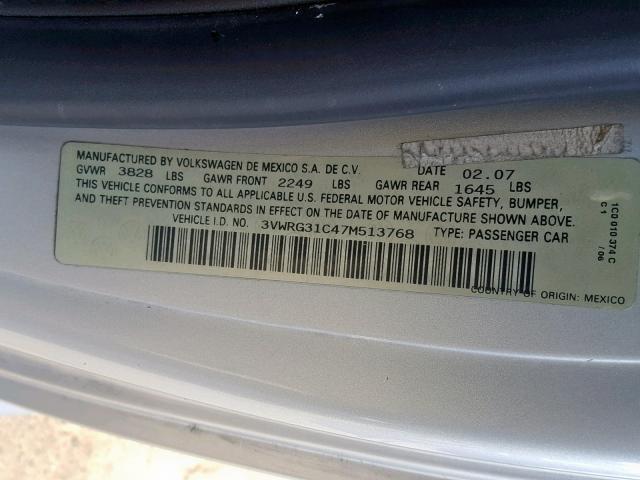 MANUFACTURED BY VOLKSWAGEN DE MEXICO S.A. DE C.V. DATE 02.07
GVWR 3828 LBS GAWR FRONT 2249 LBS GAWR REAR 1645 LBS
THIS VEHICLE CONFORMS TO ALL APPLICABLE U.S. FEDERAL MOTOR VEHICLE SAFETY, BUMPER,
AND THEFT PREVENTION STANDARDS IN EFFECT ON THE DATE OF MANUFACTURE SHOWN ABOVE.
VEHICLE I.D. NO. 3VWRG31C47M513768 TYPE: PASSENGER CAR
COUNTRY OF ORIGIN: MEXICO
1C0 010 374 C
C1 /06